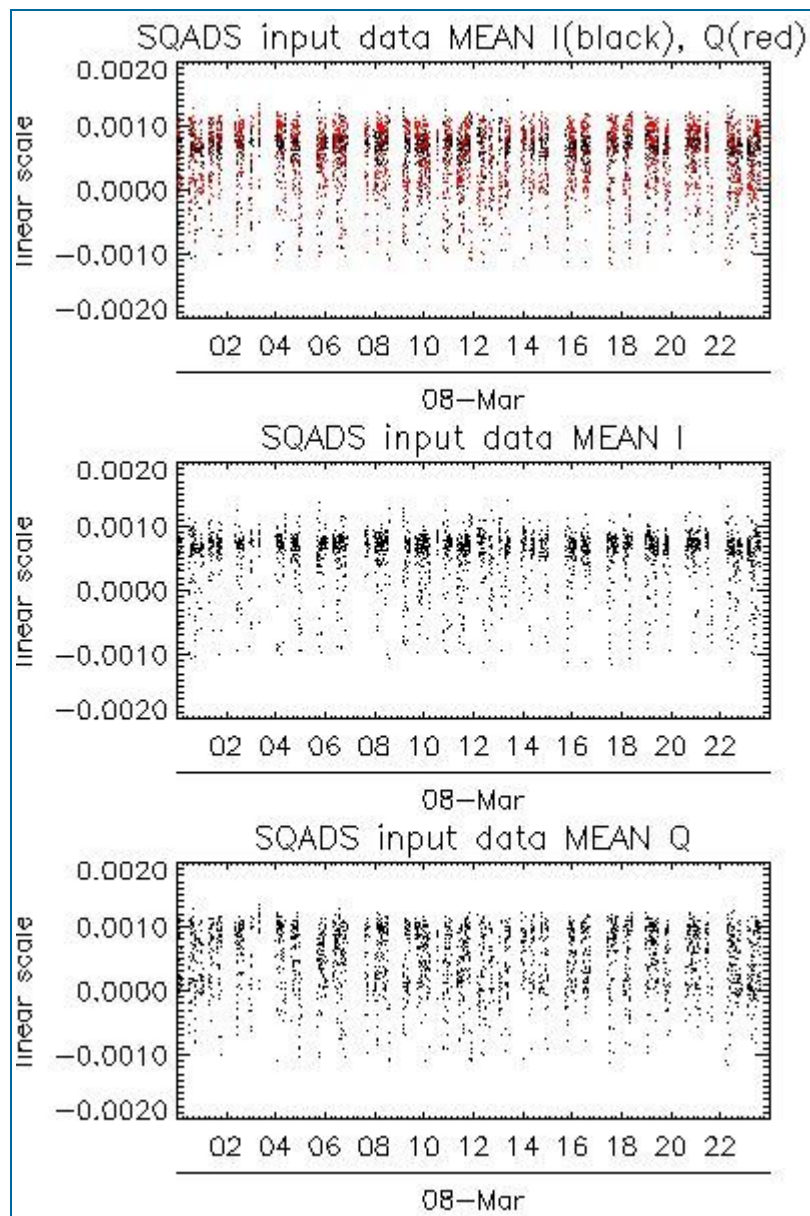 SQADS input data MEAN I(black), Q(red)
0.0020
0.0010
0.0000
−0.0010
−0.0020
linear scale
02 04 06 08 10 12 14 16 18 20 22
08−Mar
SQADS input data MEAN I
0.0020
0.0010
0.0000
−0.0010
−0.0020
linear scale
02 04 06 08 10 12 14 16 18 20 22
08−Mar
SQADS input data MEAN Q
0.0020
0.0010
0.0000
−0.0010
−0.0020
linear scale
02 04 06 08 10 12 14 16 18 20 22
08−Mar